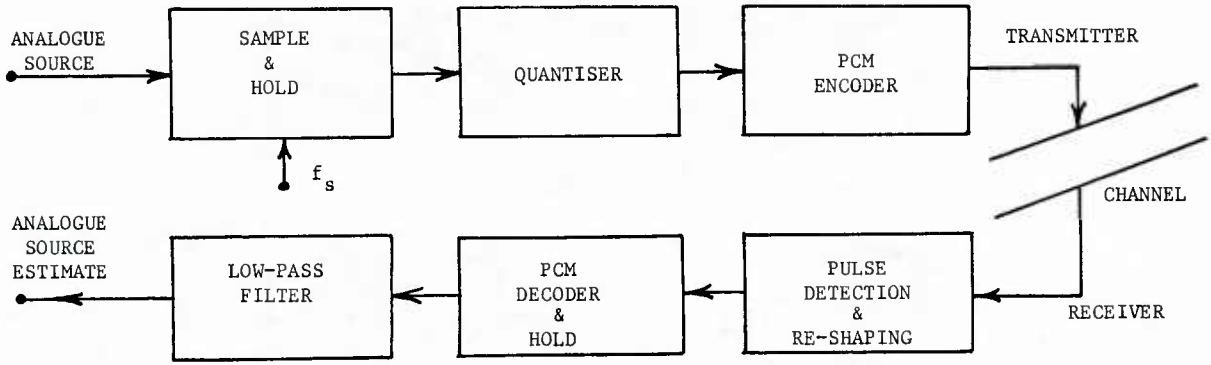 ANALOGUE
SOURCE
SAMPLE
&
HOLD
f_s
QUANTISER
PCM
ENCODER
TRANSMITTER
CHANNEL
RECEIVER
PULSE
DETECTION
&
RE-SHAPING
PCM
DECODER
&
HOLD
LOW-PASS
FILTER
ANALOGUE
SOURCE
ESTIMATE